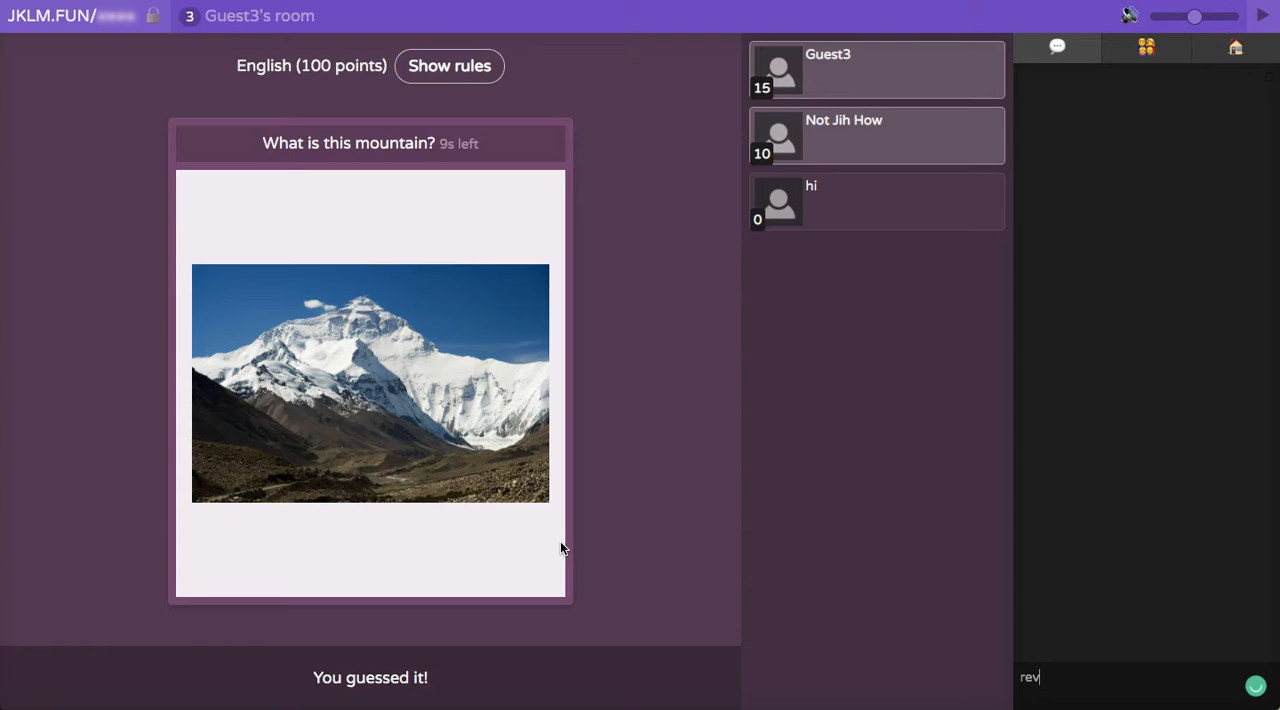 JKLM.FUN/
3 Guest3's room
English (100 points) Show rules
What is this mountain? 9s left
You guessed it!
Guest3
15
Not Jih How
10
hi
0
rev